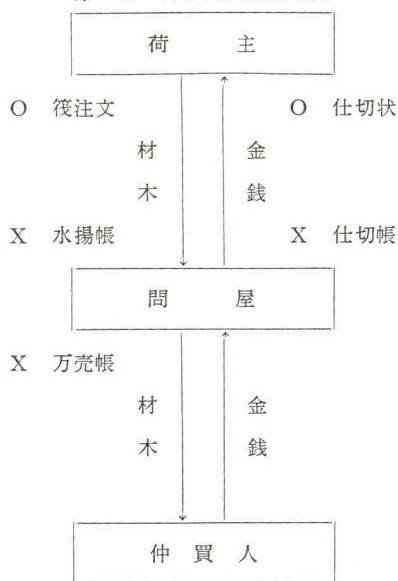 荷主
O 筏注文 O 仕切状
材 金
木 銭
X 水揚帳 X 仕切帳
問屋
X 万売帳
材 金
木 銭
仲買人